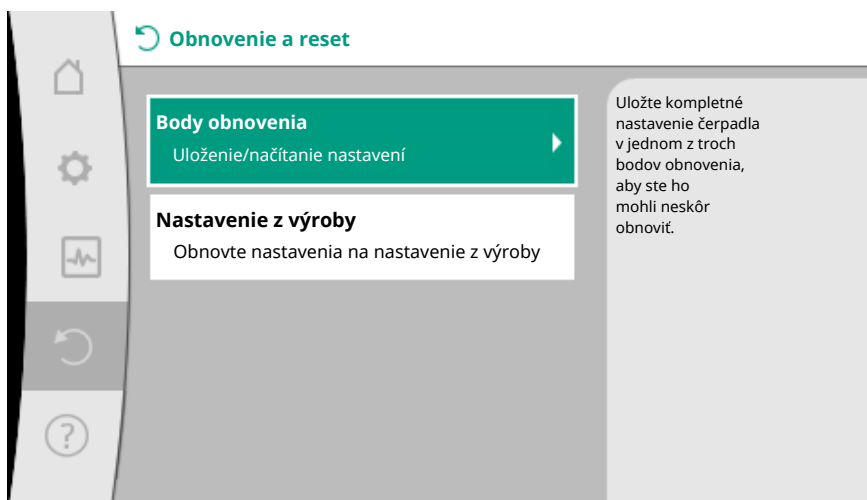 Obnovenie a reset
Body obnovenia
Uloženie/načítanie nastavení
Nastavenie z výroby
Obnovte nastavenia na nastavenie z výroby
Uložte kompletné
nastavenie čerpadla
v jednom z troch
bodov obnovenia,
aby ste ho
mohli neskôr
obnoviť.